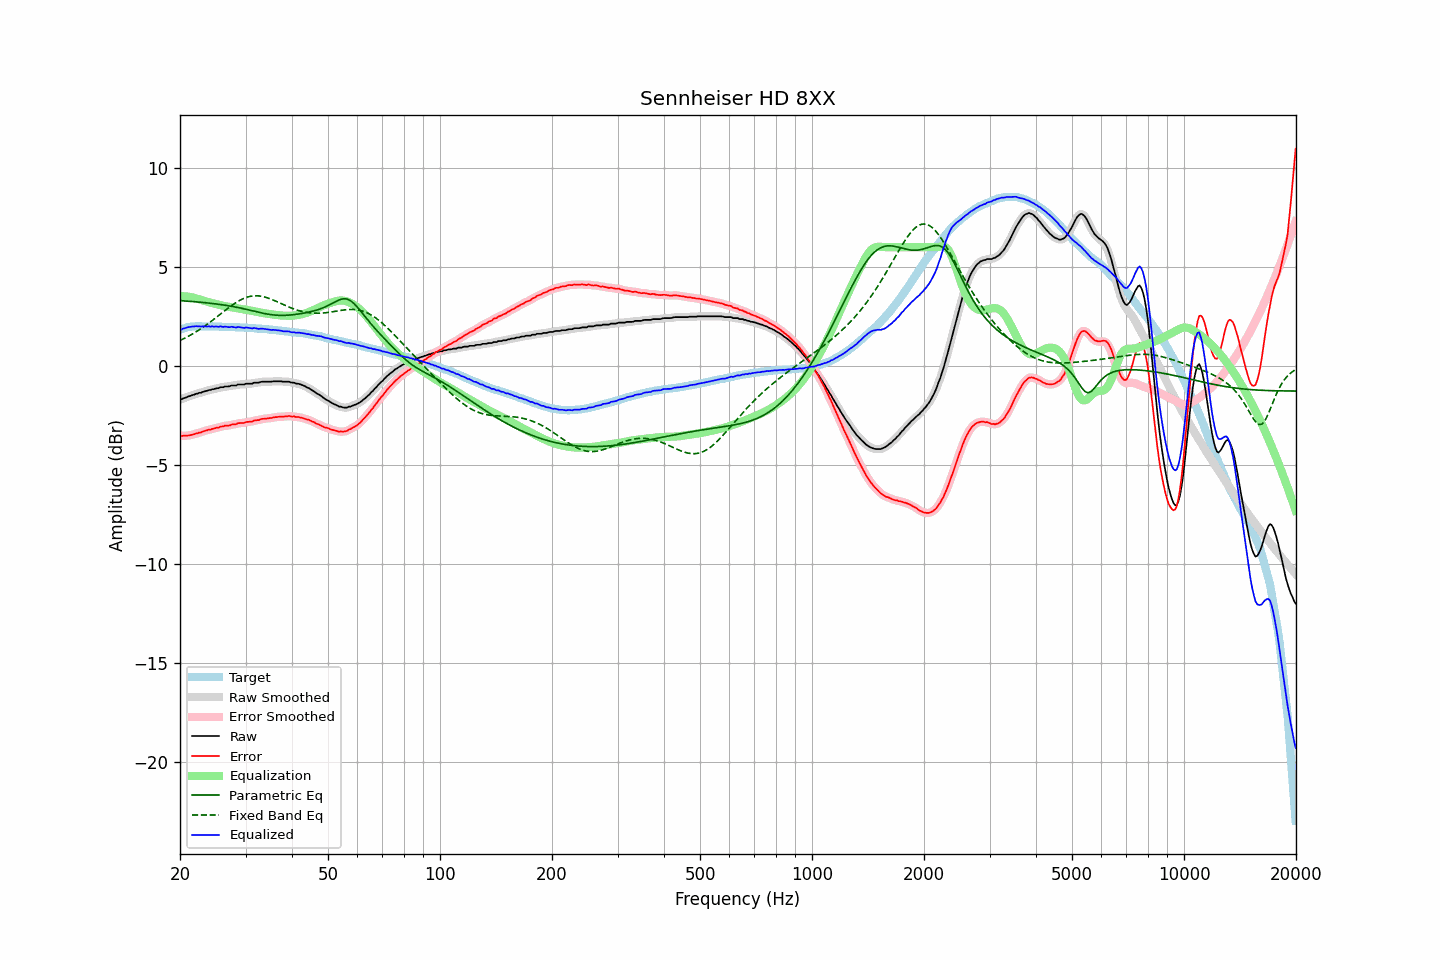 Sennheiser HD 8XX
Amplitude (dBr)
10
5
0
−5
−10
−15
−20
Target
Raw Smoothed
Error Smoothed
Raw
Error
Equalization
Parametric Eq
Fixed Band Eq
Equalized
20
50
100
200
500
1000
2000
5000
10000
20000
Frequency (Hz)